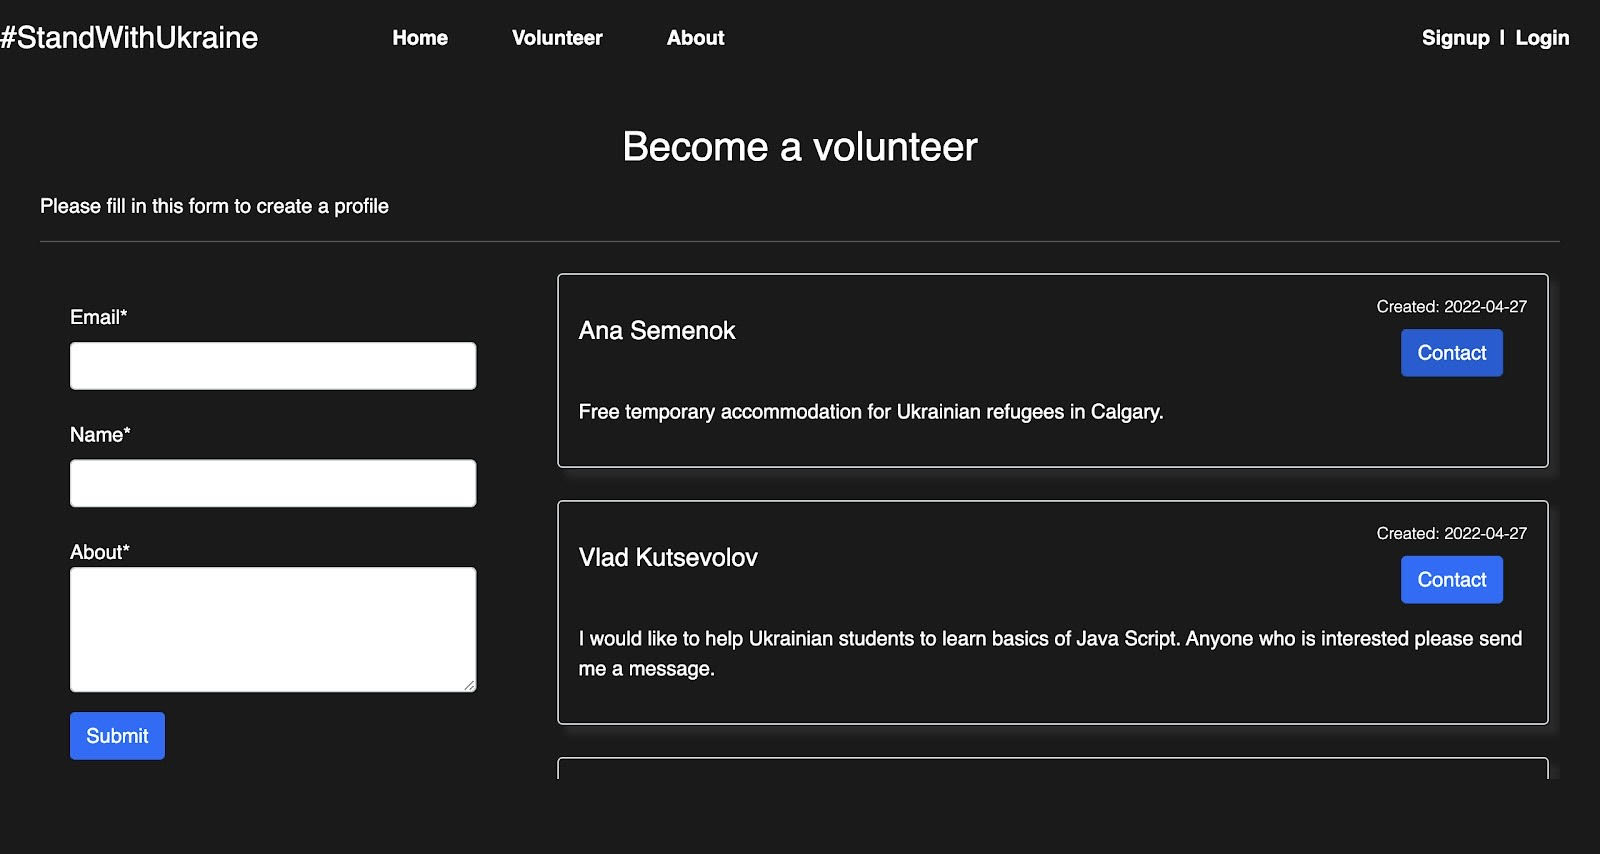 #StandWithUkraine
Home Volunteer About
Signup | Login
Become a volunteer
Please fill in this form to create a profile
Email*
Name*
About*
Submit
Created: 2022-04-27
Ana Semenok
Contact
Free temporary accommodation for Ukrainian refugees in Calgary.
Created: 2022-04-27
Vlad Kutsevolov
Contact
I would like to help Ukrainian students to learn basics of Java Script. Anyone who is interested please send
me a message.